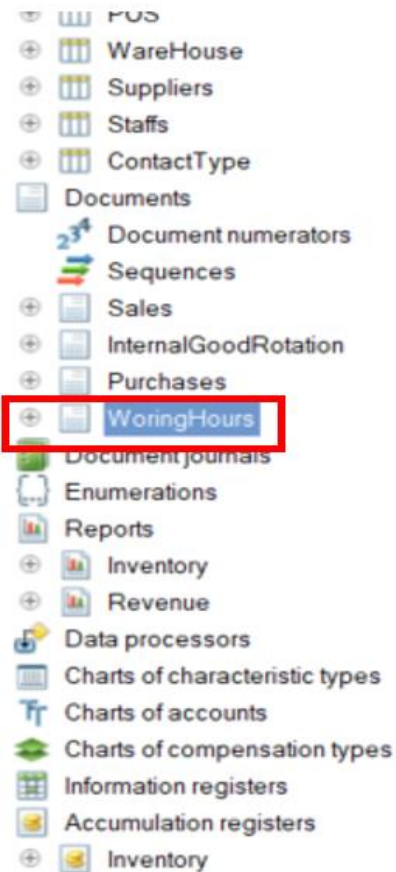 POS
WareHouse
Suppliers
Staffs
ContactType
Documents
Document numerators
Sequences
Sales
InternalGoodRotation
Purchases
WoringHours
Document journals
Enumerations
Reports
Inventory
Revenue
Data processors
Charts of characteristic types
Charts of accounts
Charts of compensation types
Information registers
Accumulation registers
Inventory